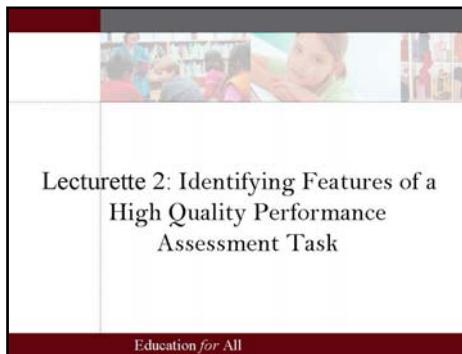 Lecturette 2: Identifying Features of a
High Quality Performance
Assessment Task
Education for All